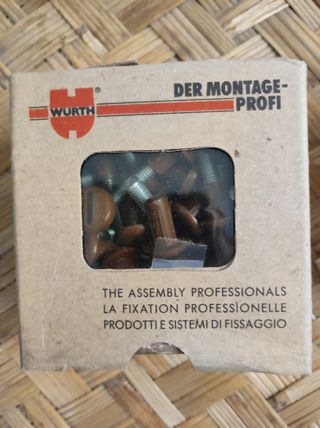 WÜRTH®
DER MONTAGE-
PROFI
THE ASSEMBLY PROFESSIONALS
LA FIXATION PROFESSIONELLE
PRODOTTI E SISTEMI DI FISSAGGIO